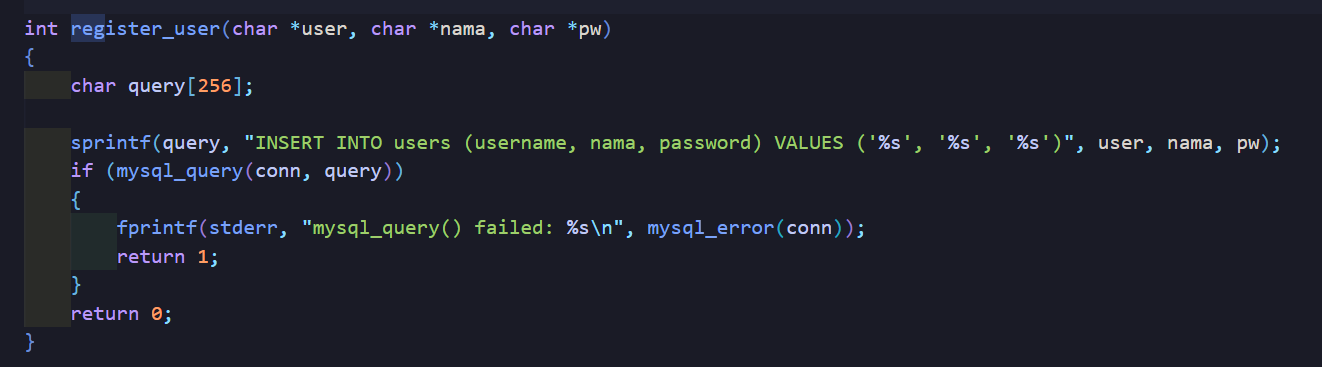 int register_user(char *user, char *nama, char *pw)
{
    char query[256];

    sprintf(query, "INSERT INTO users (username, nama, password) VALUES ('%s', '%s', '%s')", user, nama, pw);
    if (mysql_query(conn, query))
    {
        fprintf(stderr, "mysql_query() failed: %s\n", mysql_error(conn));
        return 1;
    }
    return 0;
}